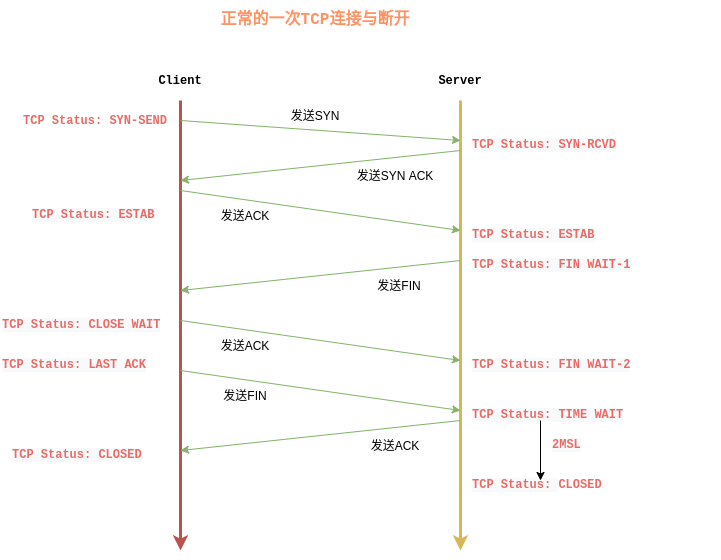 正常的一次TCP连接与断开
Client
Server
TCP Status: SYN-SEND
发送SYN
TCP Status: SYN-RCVD
发送SYN ACK
TCP Status: ESTAB
发送ACK
TCP Status: ESTAB
TCP Status: FIN WAIT-1
发送FIN
TCP Status: CLOSE WAIT
发送ACK
TCP Status: LAST ACK
TCP Status: FIN WAIT-2
发送FIN
TCP Status: TIME WAIT
发送ACK
2MSL
TCP Status: CLOSED
TCP Status: CLOSED